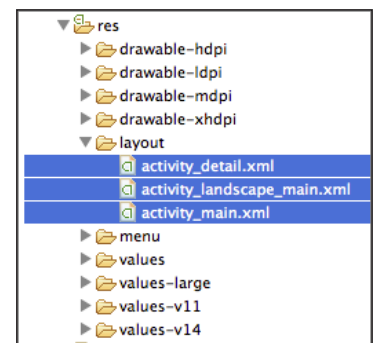 res
drawable-hdpi
drawable-ldpi
drawable-mdpi
drawable-xhdpi
layout
activity_detail.xml
activity_landscape_main.xml
activity_main.xml
menu
values
values-large
values-v11
values-v14